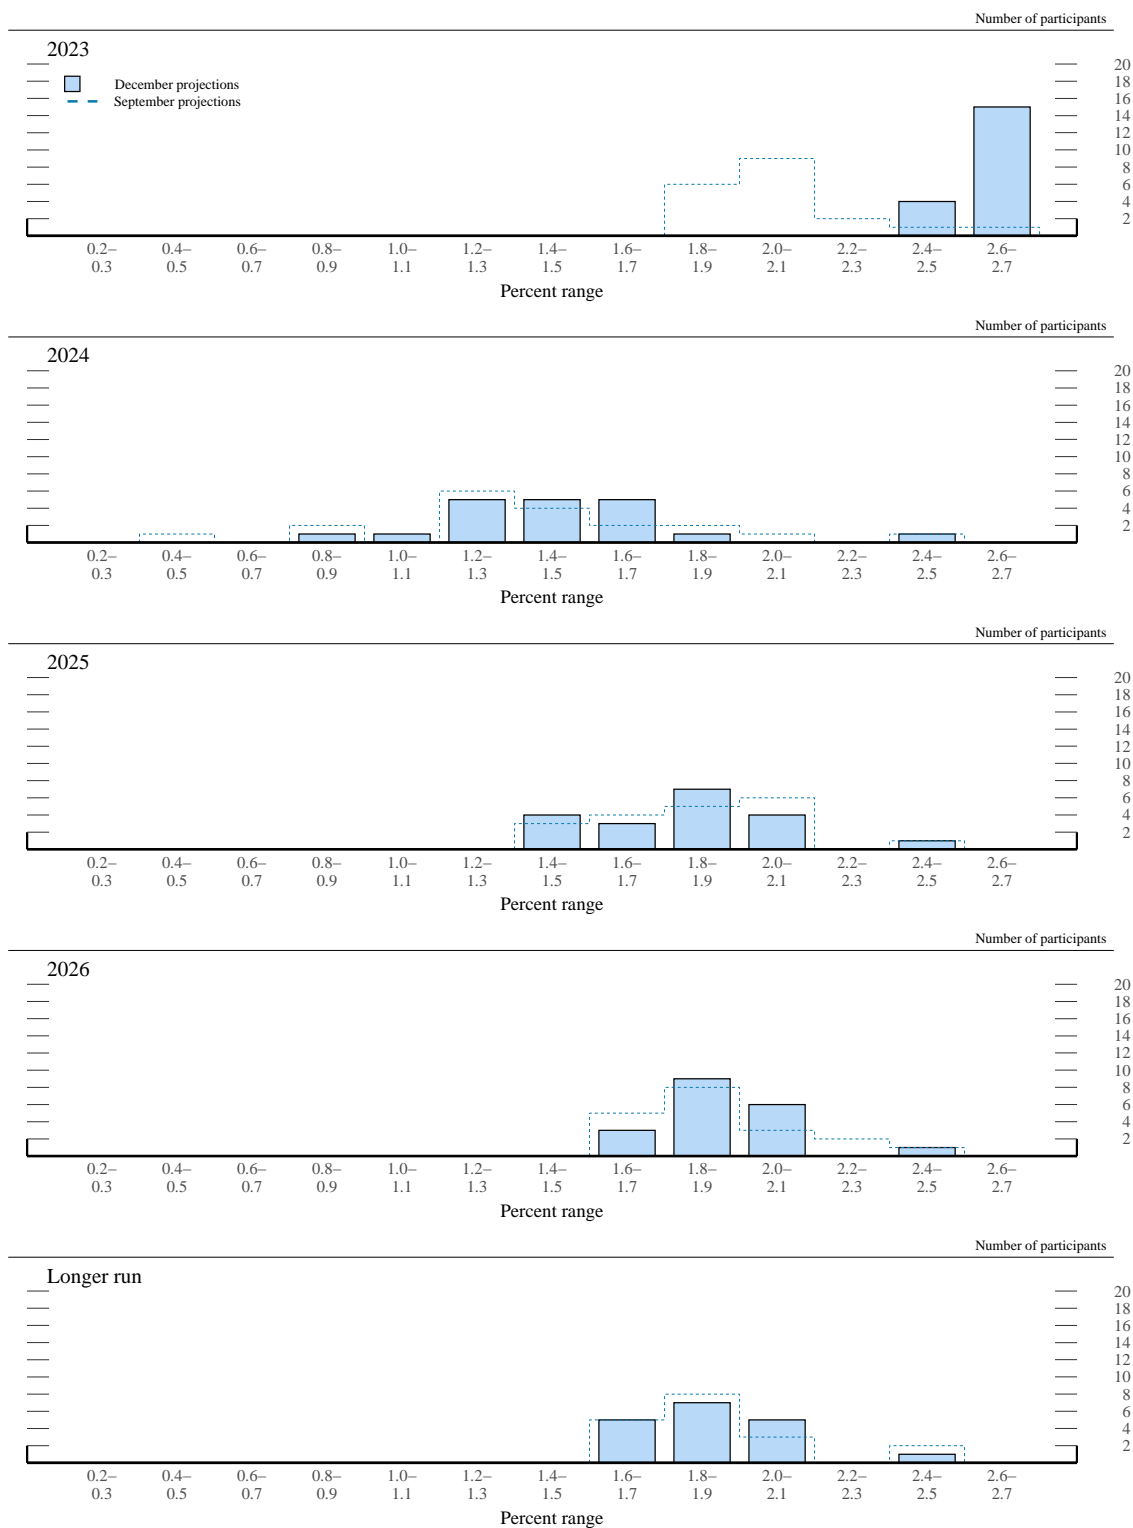 Number of participants
2023
December projections
September projections
20
18
16
14
12
10
8
6
4
2
0.2– 0.4– 0.6– 0.8– 1.0– 1.2– 1.4– 1.6– 1.8– 2.0– 2.2– 2.4– 2.6–
0.3 0.5 0.7 0.9 1.1 1.3 1.5 1.7 1.9 2.1 2.3 2.5 2.7
Percent range
Number of participants
2024
20
18
16
14
12
10
8
6
4
2
0.2– 0.4– 0.6– 0.8– 1.0– 1.2– 1.4– 1.6– 1.8– 2.0– 2.2– 2.4– 2.6–
0.3 0.5 0.7 0.9 1.1 1.3 1.5 1.7 1.9 2.1 2.3 2.5 2.7
Percent range
Number of participants
2025
20
18
16
14
12
10
8
6
4
2
0.2– 0.4– 0.6– 0.8– 1.0– 1.2– 1.4– 1.6– 1.8– 2.0– 2.2– 2.4– 2.6–
0.3 0.5 0.7 0.9 1.1 1.3 1.5 1.7 1.9 2.1 2.3 2.5 2.7
Percent range
Number of participants
2026
20
18
16
14
12
10
8
6
4
2
0.2– 0.4– 0.6– 0.8– 1.0– 1.2– 1.4– 1.6– 1.8– 2.0– 2.2– 2.4– 2.6–
0.3 0.5 0.7 0.9 1.1 1.3 1.5 1.7 1.9 2.1 2.3 2.5 2.7
Percent range
Number of participants
Longer run
20
18
16
14
12
10
8
6
4
2
0.2– 0.4– 0.6– 0.8– 1.0– 1.2– 1.4– 1.6– 1.8– 2.0– 2.2– 2.4– 2.6–
0.3 0.5 0.7 0.9 1.1 1.3 1.5 1.7 1.9 2.1 2.3 2.5 2.7
Percent range